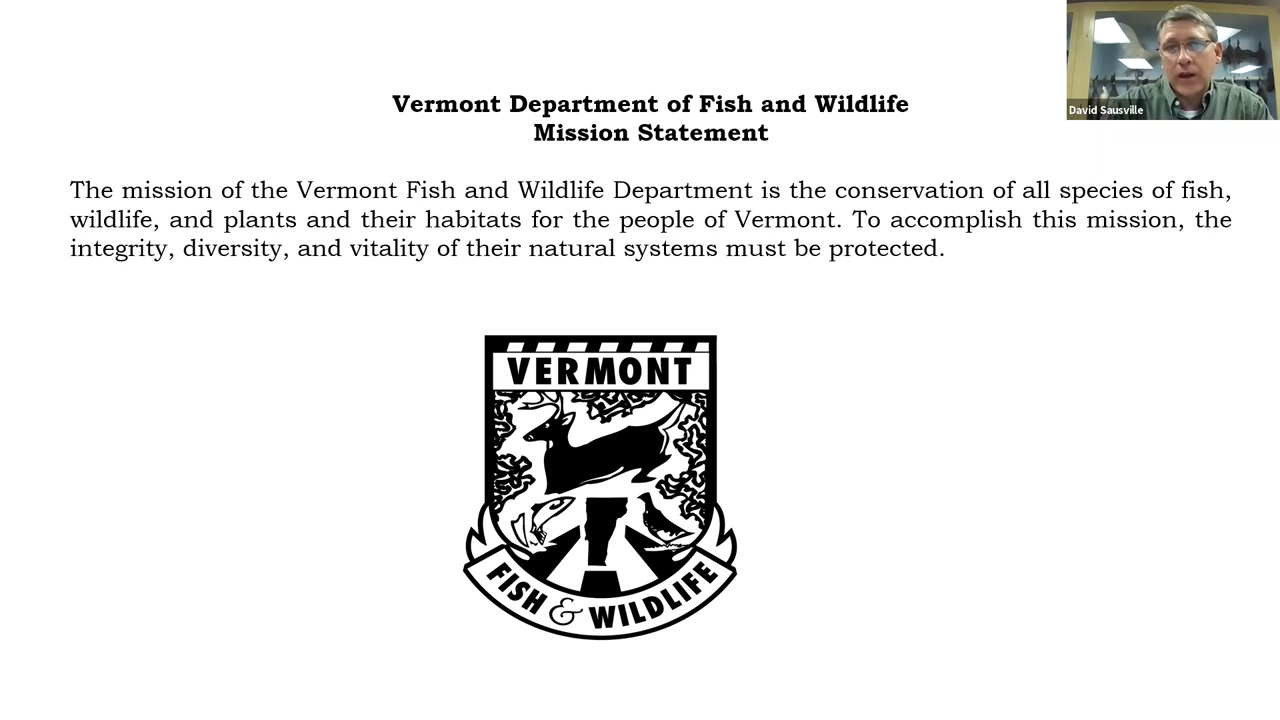 Vermont Department of Fish and Wildlife
Mission Statement
David Sausville
The mission of the Vermont Fish and Wildlife Department is the conservation of all species of fish,
wildlife, and plants and their habitats for the people of Vermont. To accomplish this mission, the
integrity, diversity, and vitality of their natural systems must be protected.
VERMONT
FISH & WILDLIFE